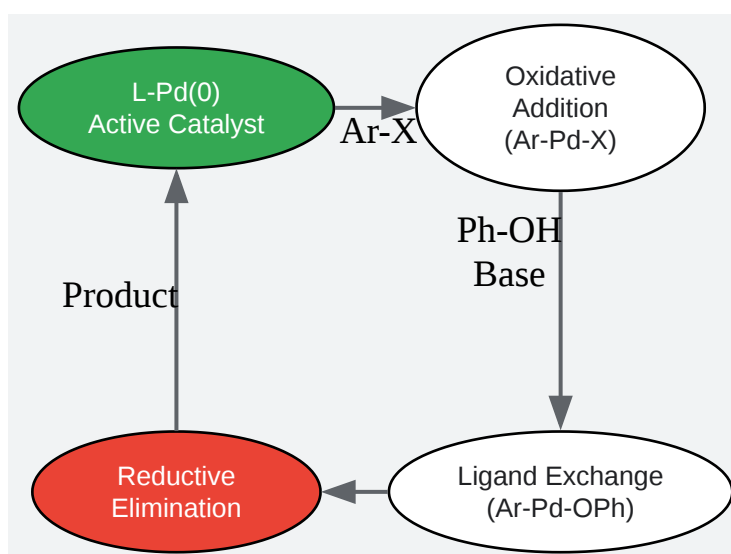 L-Pd(0)
Active Catalyst
Ar-X
Oxidative
Addition
(Ar-Pd-X)
Ph-OH
Base
Ligand Exchange
(Ar-Pd-OPh)
Reductive
Elimination
Product